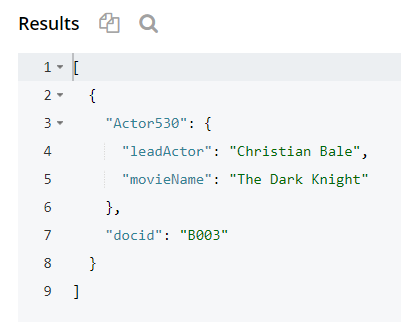 Results
1 [
2 {
3 "Actor530": {
4 "leadActor": "Christian Bale",
5 "movieName": "The Dark Knight"
6 },
7 "docid": "B003"
8 }
9 ]